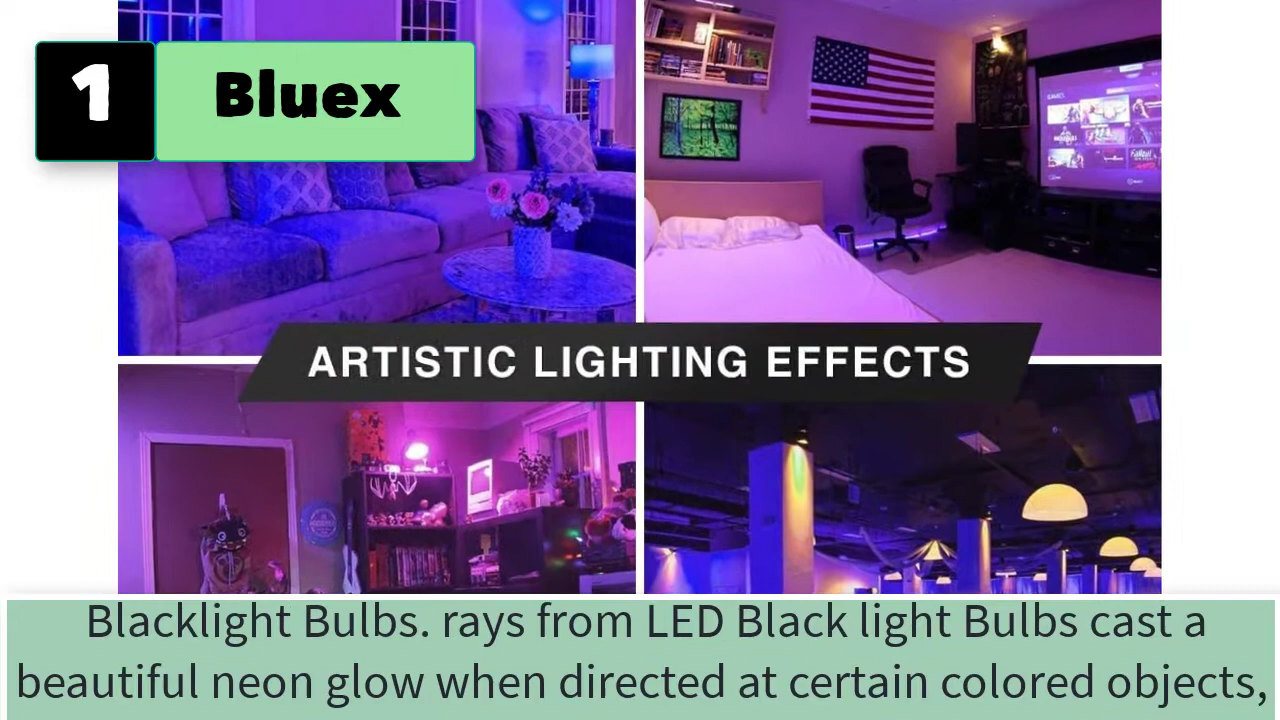 1
Bluex
ARTISTIC LIGHTING EFFECTS
Blacklight Bulbs. rays from LED Black light Bulbs cast a
beautiful neon glow when directed at certain colored objects,